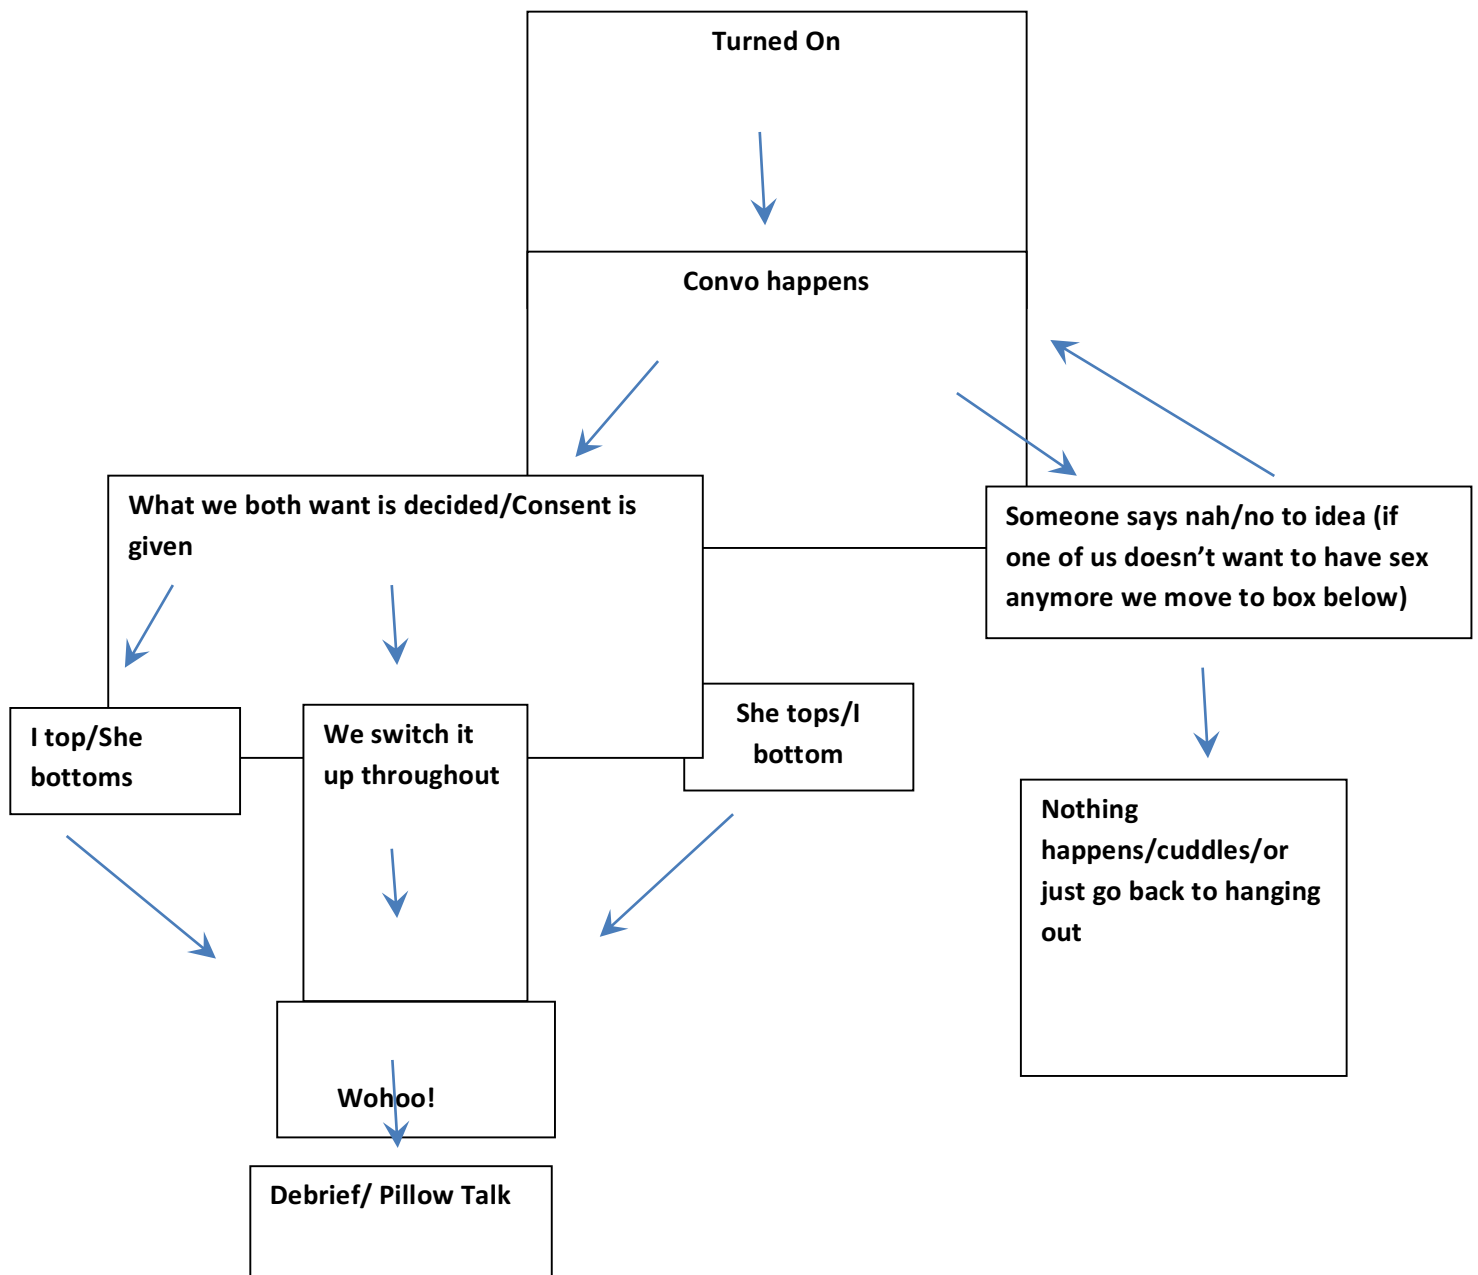 Turned On
Convo happens
What we both want is decided/Consent is
given
Someone says nah/no to idea (if
one of us doesn’t want to have sex
anymore we move to box below)
I top/She
bottoms
We switch it
up throughout
She tops/I
bottom
Nothing
happens/cuddles/or
just go back to hanging
out
Wohoo!
Debrief/ Pillow Talk